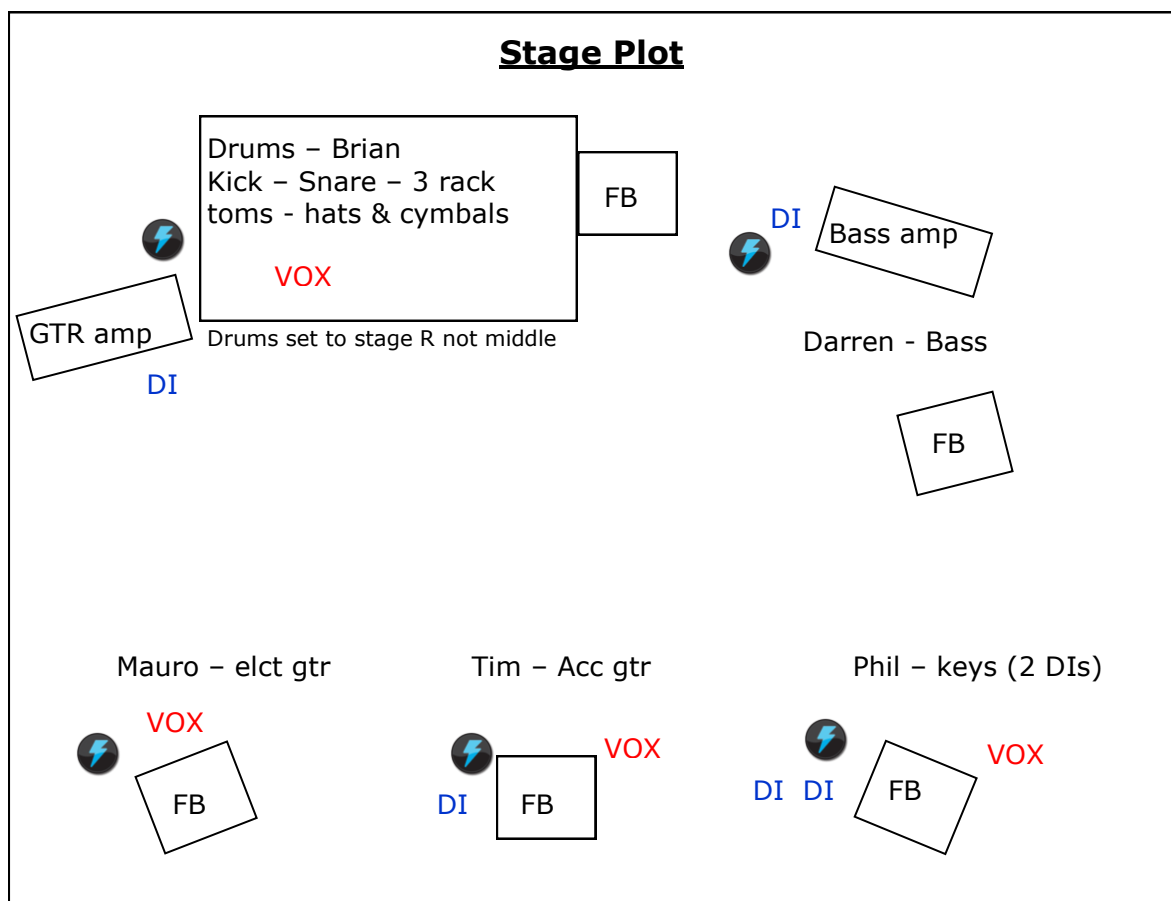 Stage Plot
Drums – Brian
Kick – Snare – 3 rack
toms - hats & cymbals
VOX
FB
DI
Bass amp
GTR amp
Drums set to stage R not middle
DI
Darren - Bass
FB
Mauro – elct gtr
VOX
FB
Tim – Acc gtr
VOX
DI
FB
Phil – keys (2 DIs)
VOX
DI DI
FB